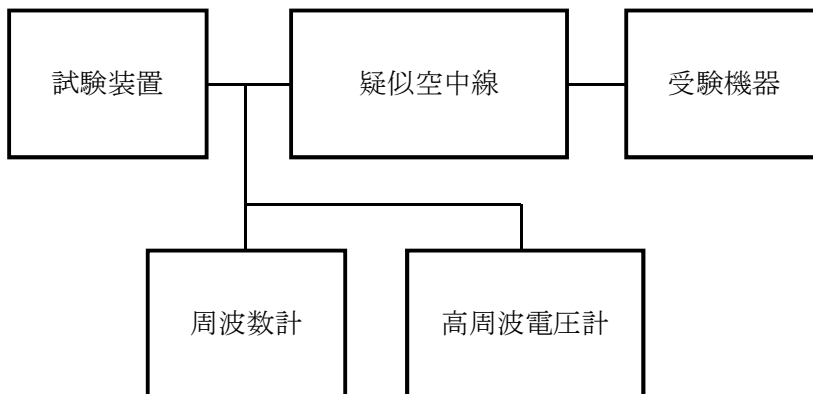 試験装置
疑似空中線
受験機器
周波数計
高周波電圧計